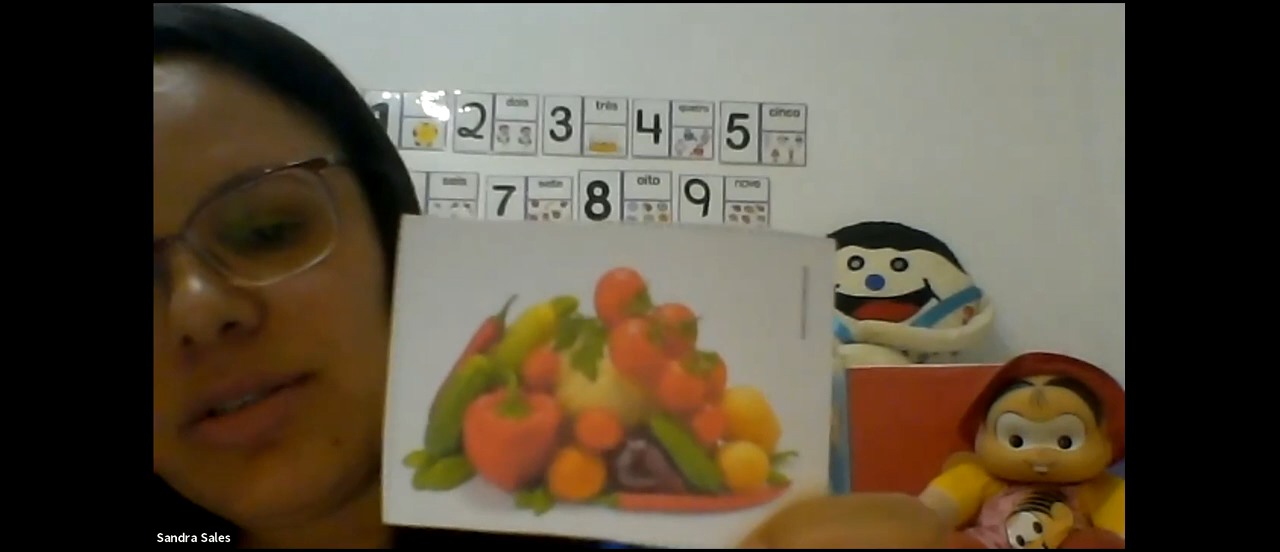 dois três quatro cinco
1 2 3 4 5
seis sete oito nove
7 8 9
Sandra Sales